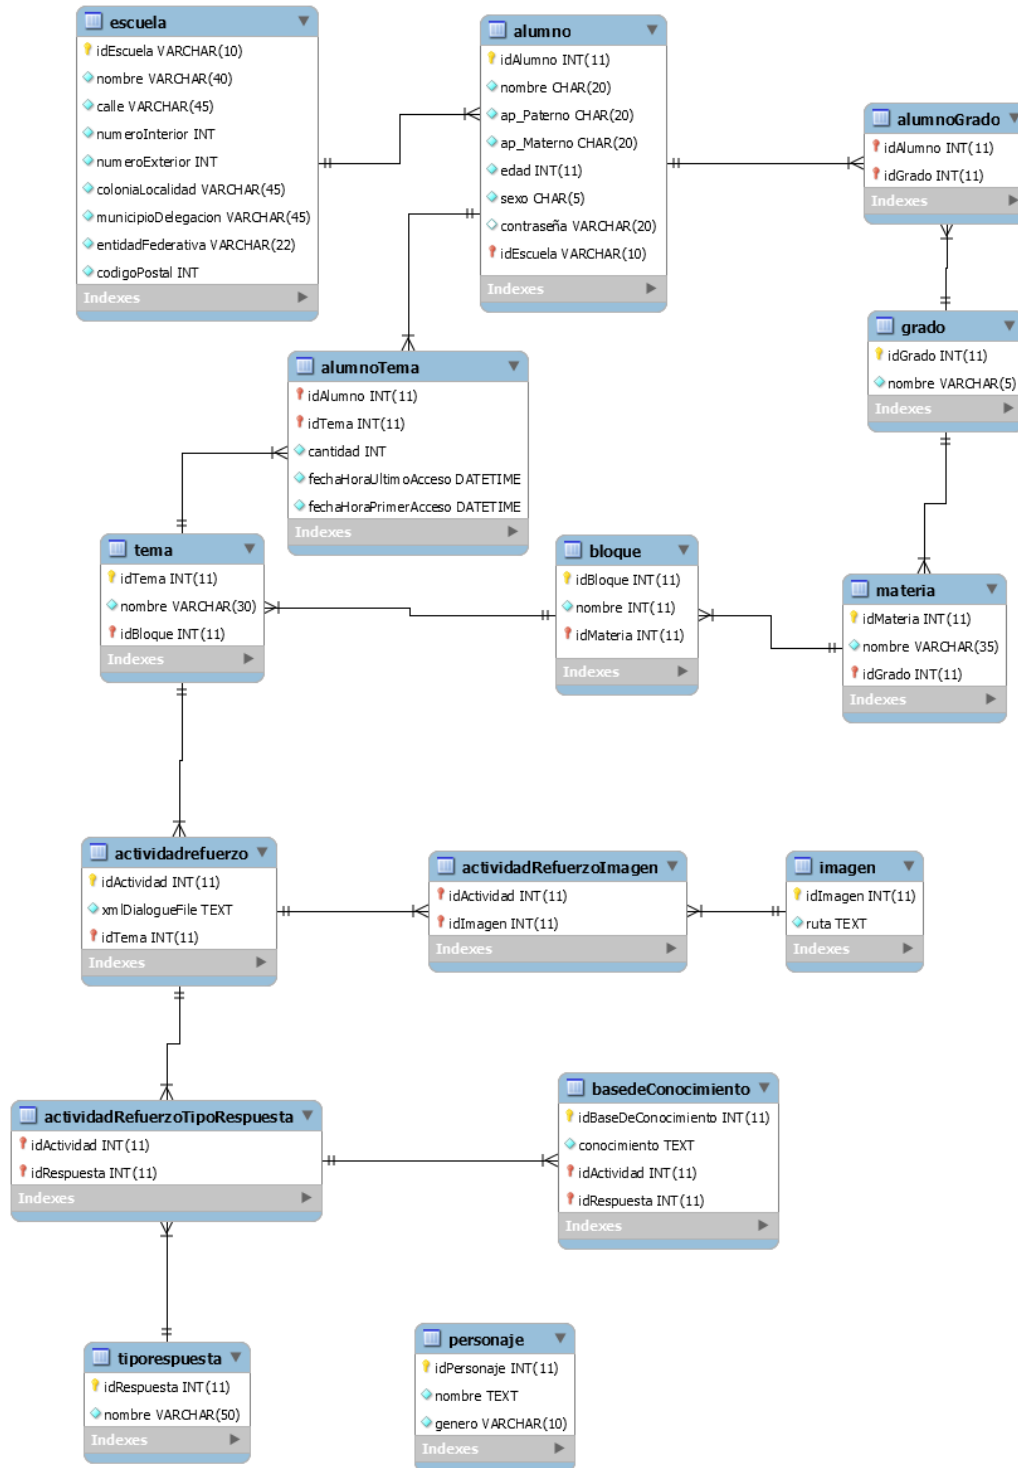 escuela
idEscuela VARCHAR(10)
nombre VARCHAR(40)
calle VARCHAR(45)
numeroInterior INT
numeroExterior INT
coloniaLocalidad VARCHAR(45)
municipioDelegacion VARCHAR(45)
entidadFederativa VARCHAR(22)
codigoPostal INT
Indexes
alumno
idAlumno INT(11)
nombre CHAR(20)
ap_Paterno CHAR(20)
ap_Materno CHAR(20)
edad INT(11)
sexo CHAR(5)
contraseña VARCHAR(20)
idEscuela VARCHAR(10)
Indexes
alumnoGrado
idAlumno INT(11)
idGrado INT(11)
Indexes
grado
idGrado INT(11)
nombre VARCHAR(5)
Indexes
alumnoTema
idAlumno INT(11)
idTema INT(11)
cantidad INT
fechaHoraUltimoAcceso DATETIME
fechaHoraPrimerAcceso DATETIME
Indexes
tema
idTema INT(11)
nombre VARCHAR(30)
idBloque INT(11)
Indexes
bloque
idBloque INT(11)
nombre INT(11)
idMateria INT(11)
Indexes
materia
idMateria INT(11)
nombre VARCHAR(35)
idGrado INT(11)
Indexes
actividadrefuerzo
idActividad INT(11)
xmlDialogueFile TEXT
idTema INT(11)
Indexes
actividadRefuerzoImagen
idActividad INT(11)
idImagen INT(11)
Indexes
imagen
idImagen INT(11)
ruta TEXT
Indexes
actividadRefuerzoTipoRespuesta
idActividad INT(11)
idRespuesta INT(11)
Indexes
basedeConocimiento
idBaseDeConocimiento INT(11)
conocimiento TEXT
idActividad INT(11)
idRespuesta INT(11)
Indexes
tiporespuesta
idRespuesta INT(11)
nombre VARCHAR(50)
Indexes
personaje
idPersonaje INT(11)
nombre TEXT
genero VARCHAR(10)
Indexes